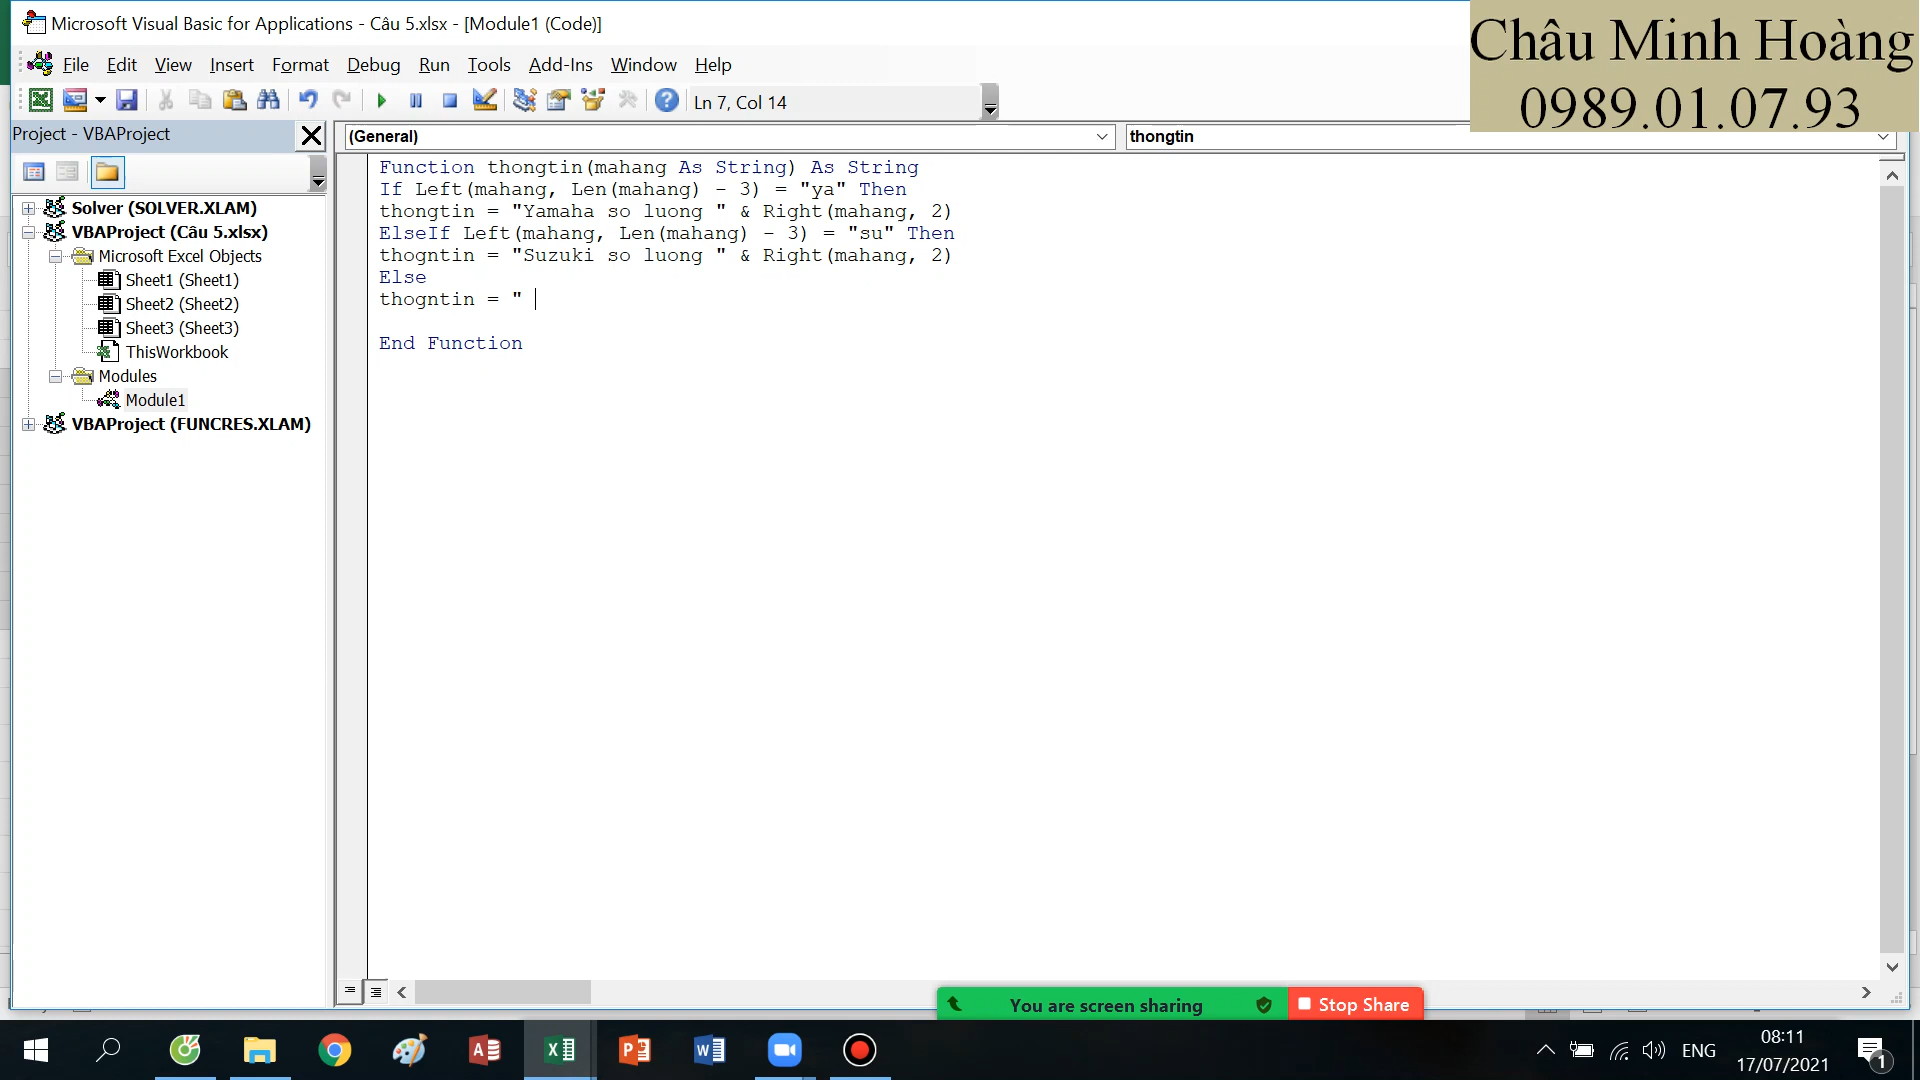 Microsoft Visual Basic for Applications - Câu 5.xlsx - [Module1 (Code)]
Châu Minh Hoàng
0989.01.07.93
File Edit View Insert Format Debug Run Tools Add-Ins Window Help
Ln 7, Col 14
Project - VBAProject
(General)
thongtin
Solver (SOLVER.XLAM)
VBAProject (Câu 5.xlsx)
Microsoft Excel Objects
Sheet1 (Sheet1)
Sheet2 (Sheet2)
Sheet3 (Sheet3)
ThisWorkbook
Modules
Module1
VBAProject (FUNCRES.XLAM)
Function thongtin(mahang As String) As String
If Left(mahang, Len(mahang) - 3) = "ya" Then
thongtin = "Yamaha so luong " & Right(mahang, 2)
ElseIf Left(mahang, Len(mahang) - 3) = "su" Then
thogntin = "Suzuki so luong " & Right(mahang, 2)
Else
thogntin = "
End Function
You are screen sharing
Stop Share
ENG
08:11
17/07/2021
1